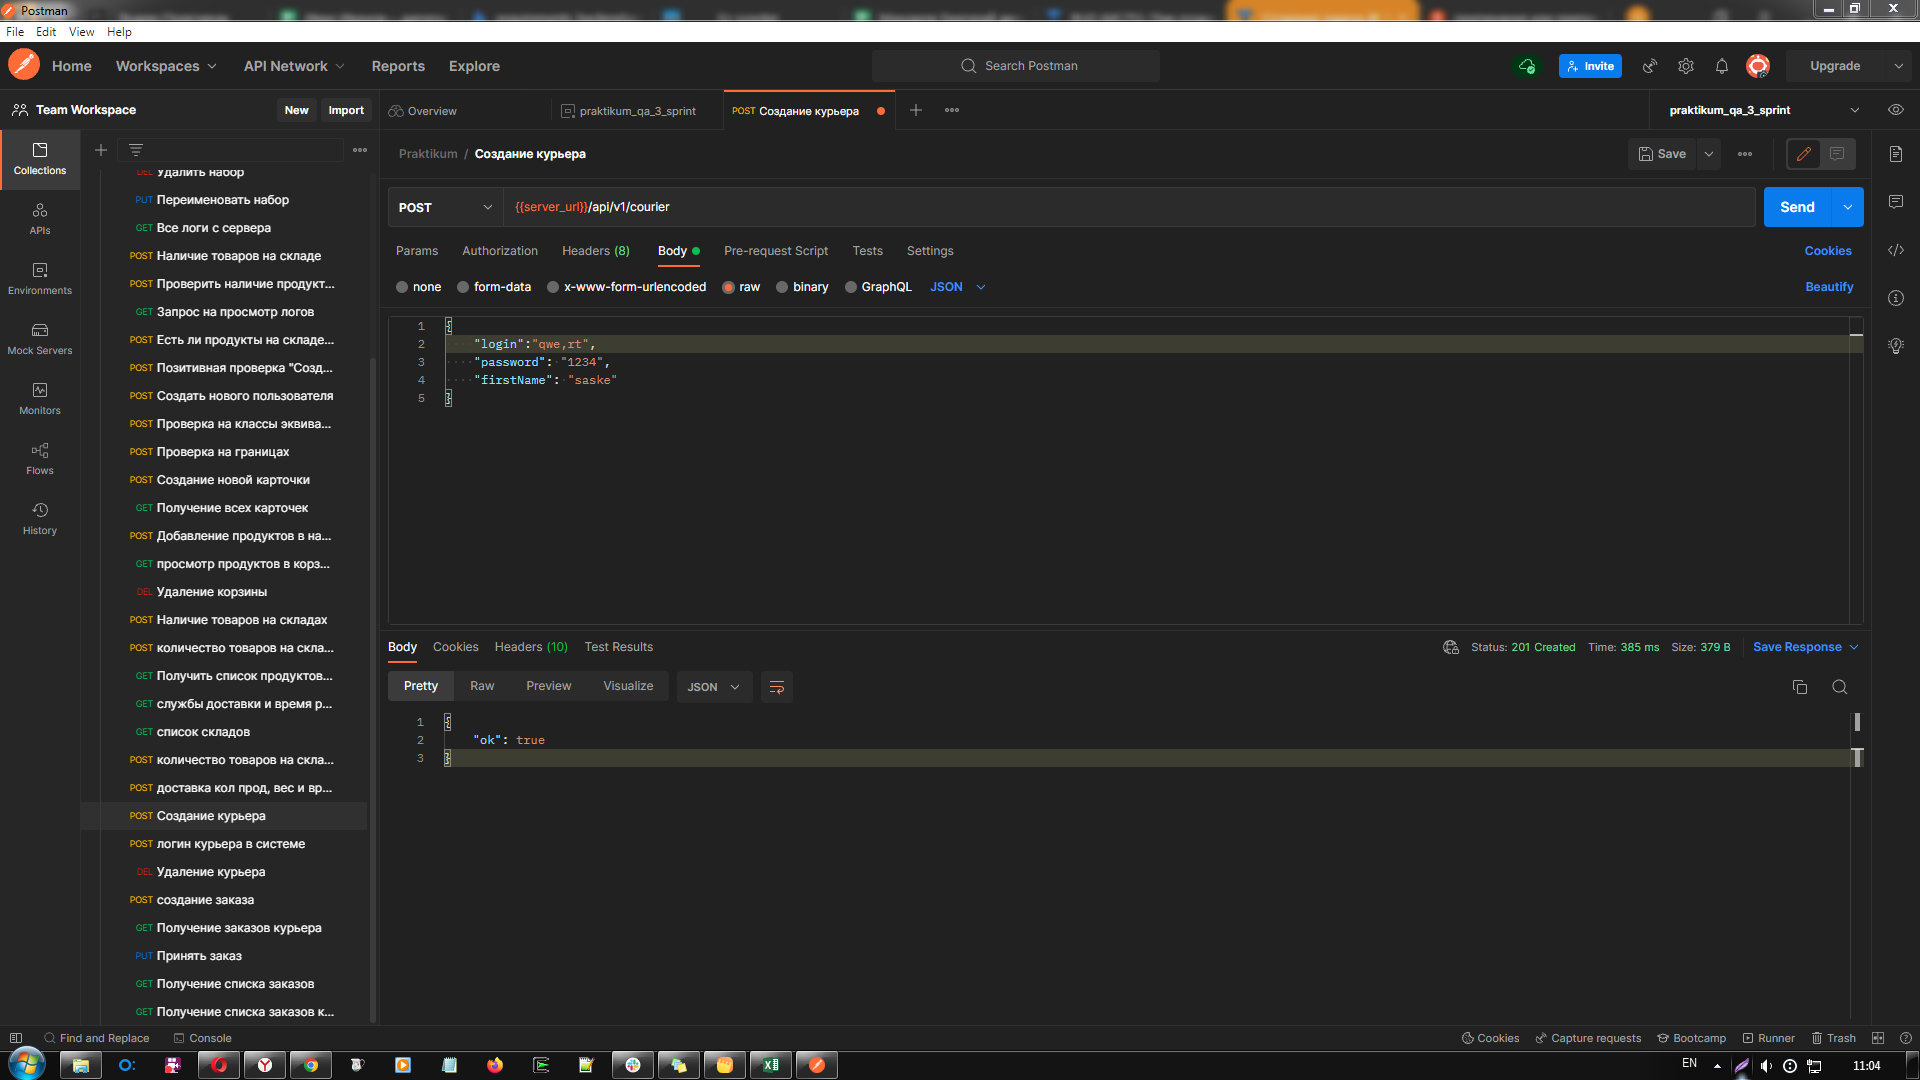 Postman
File Edit View Help
Home Workspaces API Network Reports Explore
Search Postman
Invite
Upgrade
Team Workspace New Import
Overview praktikum_qa_3_sprint POST Создание курьера
praktikum_qa_3_sprint
Collections
APIs
Environments
Mock Servers
Monitors
Flows
History
DEL Удалить набор
PUT Переименовать набор
GET Все логи с сервера
POST Наличие товаров на складе
POST Проверить наличие продукт...
GET Запрос на просмотр логов
POST Есть ли продукты на складе...
POST Позитивная проверка "Созд...
POST Создать нового пользователя
POST Проверка на классы эквива...
POST Проверка на границах
POST Создание новой карточки
GET Получение всех карточек
POST Добавление продуктов в на...
GET просмотр продуктов в корз...
DEL Удаление корзины
POST Наличие товаров на складах
POST количество товаров на скла...
GET Получить список продуктов...
GET службы доставки и время р...
GET список складов
POST количество товаров на скла...
POST доставка кол прод, вес и вр...
POST Создание курьера
POST логин курьера в системе
DEL Удаление курьера
POST создание заказа
GET Получение заказов курьера
PUT Принять заказ
GET Получение списка заказов
GET Получение списка заказов к...
Praktikum / Создание курьера
Save
POST {{server_url}}/api/v1/courier Send
Params Authorization Headers (8) Body Pre-request Script Tests Settings Cookies
none form-data x-www-form-urlencoded raw binary GraphQL JSON Beautify
1 {
2 "login":"qwe,rt",
3 "password": "1234",
4 "firstName": "saske"
5 }
Body Cookies Headers (10) Test Results Status: 201 Created Time: 385 ms Size: 379 B Save Response
Pretty Raw Preview Visualize JSON
1 {
2 "ok": true
3 }
Find and Replace Console Cookies Capture requests Bootcamp Runner Trash
EN 11:04